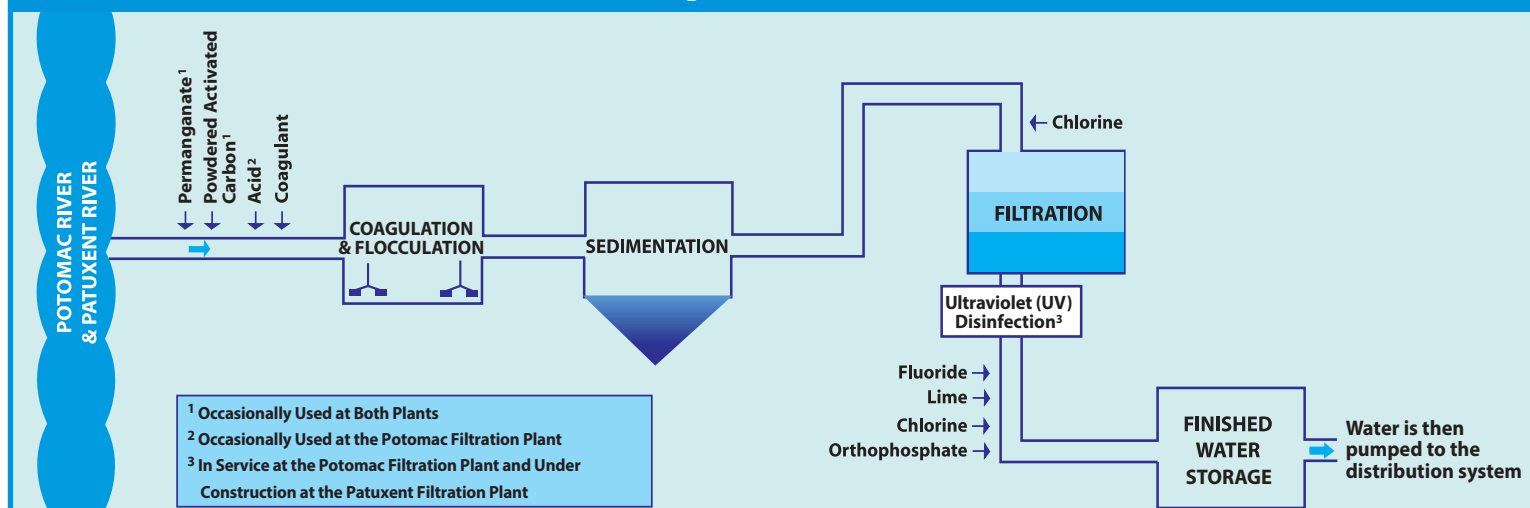 POTOMAC RIVER
& PATUXENT RIVER
Permanganate¹
Powdered Activated
Carbon¹
Acid²
Coagulant
COAGULATION
& FLOCCULATION
SEDIMENTATION
Chlorine
FILTRATION
Ultraviolet (UV)
Disinfection³
Fluoride
Lime
Chlorine
Orthophosphate
FINISHED
WATER
STORAGE
Water is then
pumped to the
distribution system
¹ Occasionally Used at Both Plants
² Occasionally Used at the Potomac Filtration Plant
³ In Service at the Potomac Filtration Plant and Under
Construction at the Patuxent Filtration Plant